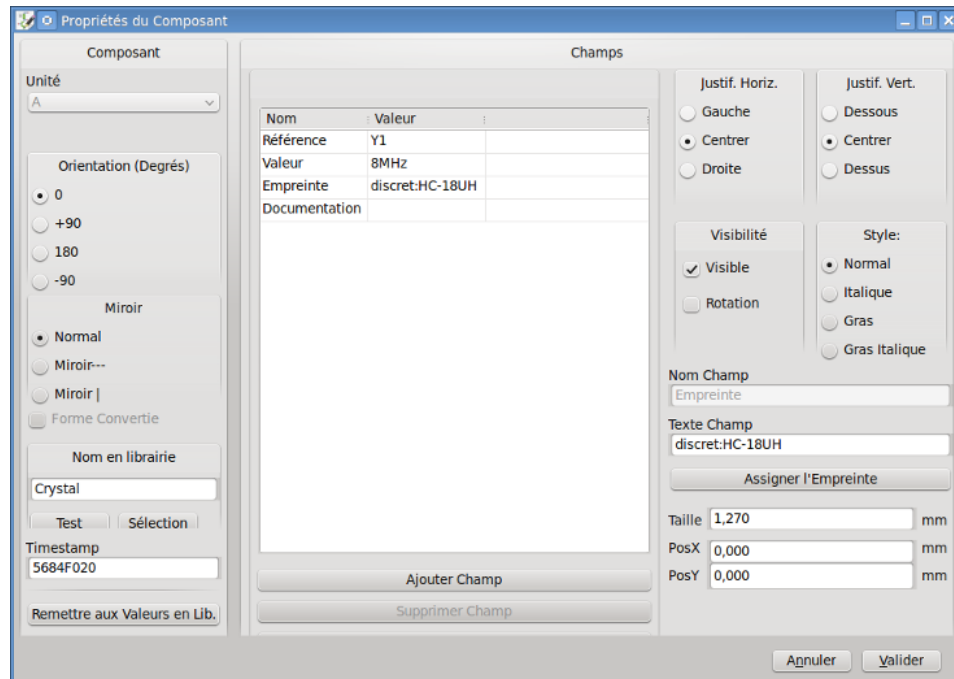 Propriétés du Composant
Composant
Unité
A
Orientation (Degrés)
0
+90
180
-90
Miroir
Normal
Miroir---
Miroir |
Forme Convertie
Nom en librairie
Crystal
Test Sélection
Timestamp
5684F020
Remettre aux Valeurs en Lib.
Champs
Nom Valeur
Référence Y1
Valeur 8MHz
Empreinte discret:HC-18UH
Documentation
Ajouter Champ
Supprimer Champ
Justif. Horiz.
Gauche
Centrer
Droite
Justif. Vert.
Dessous
Centrer
Dessus
Visibilité
Visible
Rotation
Style:
Normal
Italique
Gras
Gras Italique
Nom Champ
Empreinte
Texte Champ
discret:HC-18UH
Assigner l'Empreinte
Taille 1,270 mm
PosX 0,000 mm
PosY 0,000 mm
Annuler Valider